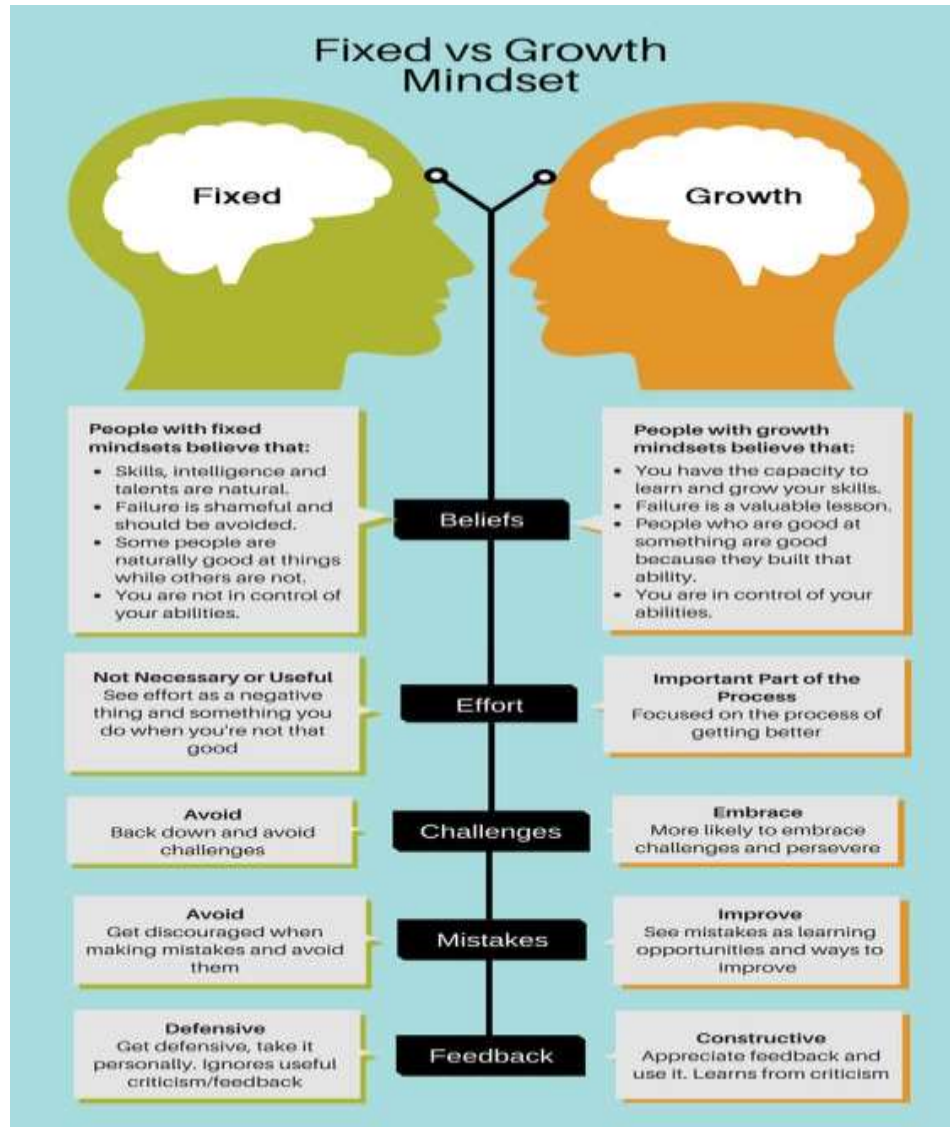 Fixed vs Growth
Mindset
Fixed
Growth
People with fixed
mindsets believe that:
• Skills, intelligence and
talents are natural.
• Failure is shameful and
should be avoided.
• Some people are
naturally good at things
while others are not.
• You are not in control of
your abilities.
Beliefs
People with growth
mindsets believe that:
• You have the capacity to
learn and grow your skills.
• Failure is a valuable lesson.
• People who are good at
something are good
because they built that
ability.
• You are in control of your
abilities.
Not Necessary or Useful
See effort as a negative
thing and something you
do when you're not that
good
Effort
Important Part of the
Process
Focused on the process of
getting better
Avoid
Back down and avoid
challenges
Challenges
Embrace
More likely to embrace
challenges and persevere
Avoid
Get discouraged when
making mistakes and avoid
them
Mistakes
Improve
See mistakes as learning
opportunities and ways to
improve
Defensive
Get defensive, take it
personally. Ignores useful
criticism/feedback
Feedback
Constructive
Appreciate feedback and
use it. Learns from criticism